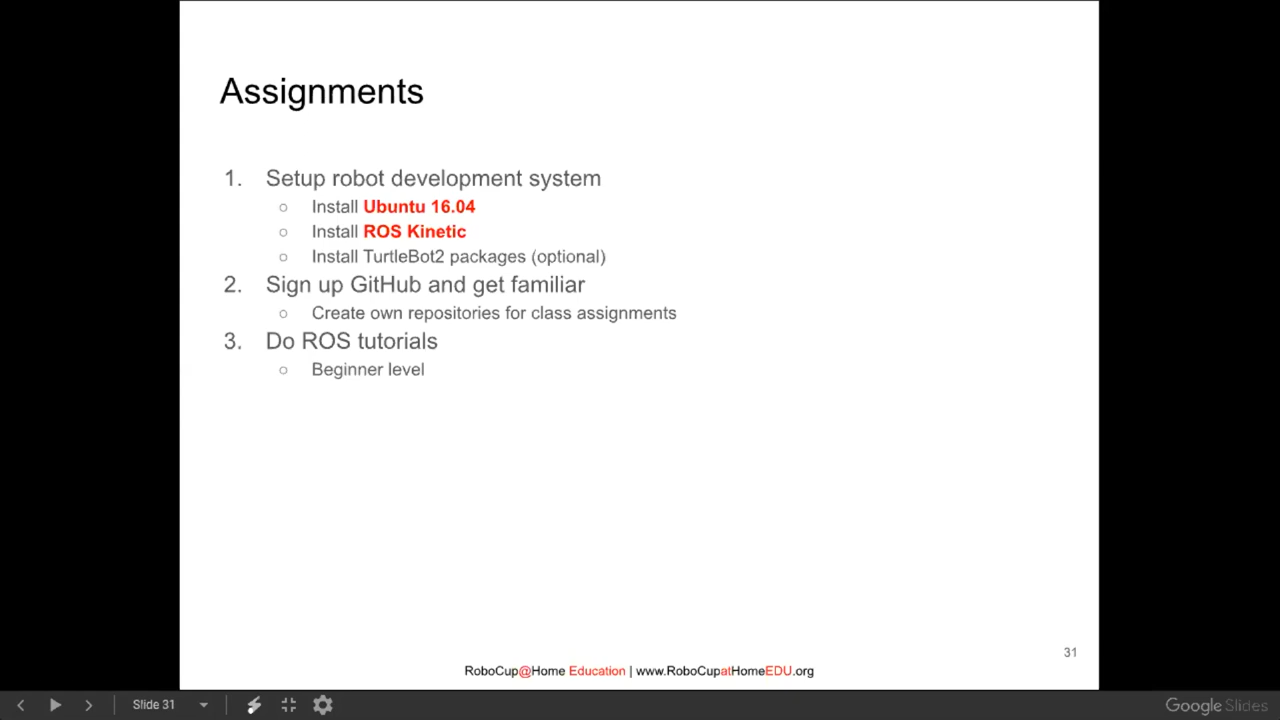 Assignments
1. Setup robot development system
○ Install Ubuntu 16.04
○ Install ROS Kinetic
○ Install TurtleBot2 packages (optional)
2. Sign up GitHub and get familiar
○ Create own repositories for class assignments
3. Do ROS tutorials
○ Beginner level
31
RoboCup@Home Education | www.RoboCupatHomeEDU.org
Slide 31
Google Slides